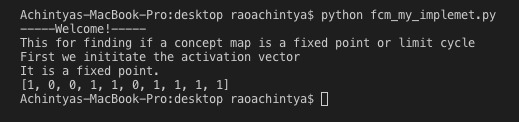 Achintyas-MacBook-Pro:desktop raoachintya$ python fcm_my_implemet.py
-----Welcome!-----
This for finding if a concept map is a fixed point or limit cycle
First we inititate the activation vector
It is a fixed point.
[1, 0, 0, 1, 1, 0, 1, 1, 1, 1]
Achintyas-MacBook-Pro:desktop raoachintya$